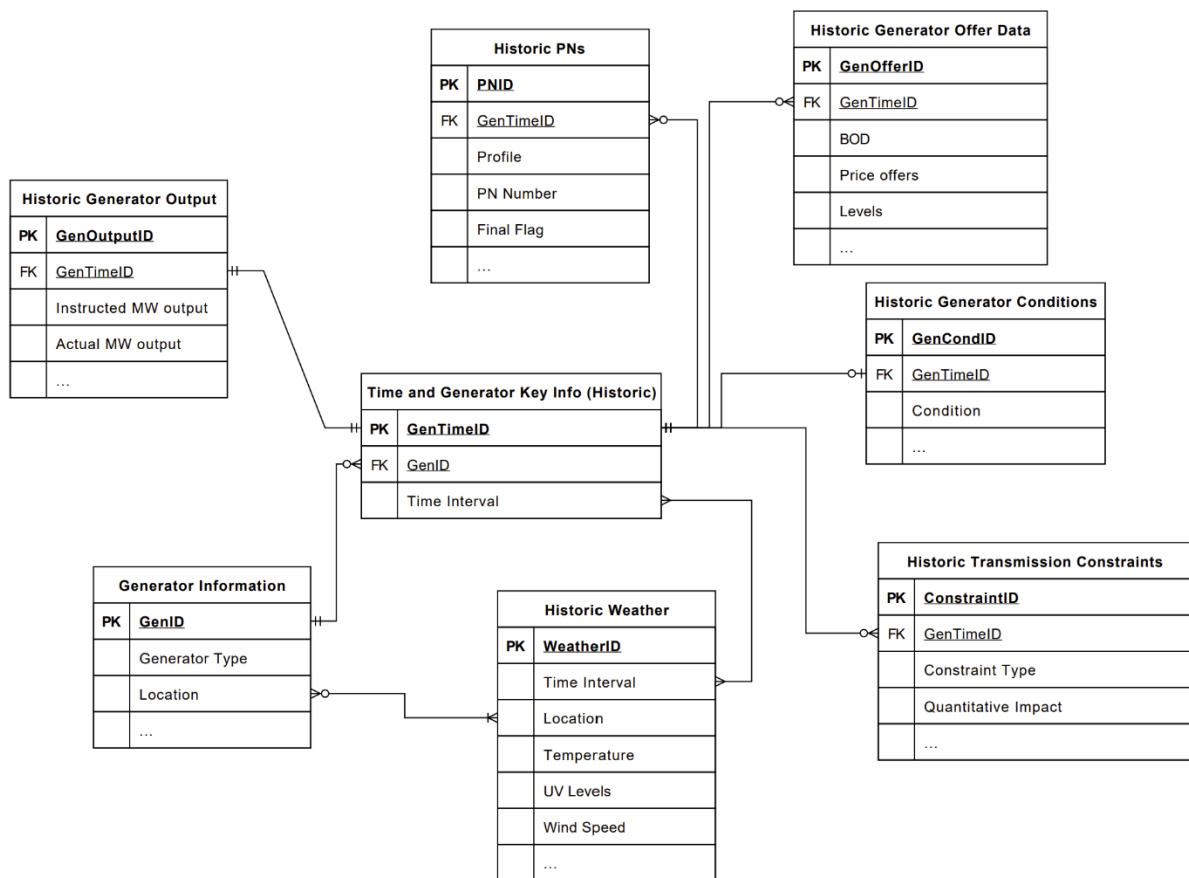 Historic PNs
PK PNID
FK GenTimeID
Profile
PN Number
Final Flag
...
Historic Generator Offer Data
PK GenOfferID
FK GenTimeID
BOD
Price offers
Levels
...
Historic Generator Output
PK GenOutputID
FK GenTimeID
Instructed MW output
Actual MW output
...
Historic Generator Conditions
PK GenCondID
FK GenTimeID
Condition
...
Time and Generator Key Info (Historic)
PK GenTimeID
FK GenID
Time Interval
Generator Information
PK GenID
Generator Type
Location
...
Historic Weather
PK WeatherID
Time Interval
Location
Temperature
UV Levels
Wind Speed
...
Historic Transmission Constraints
PK ConstraintID
FK GenTimeID
Constraint Type
Quantitative Impact
...